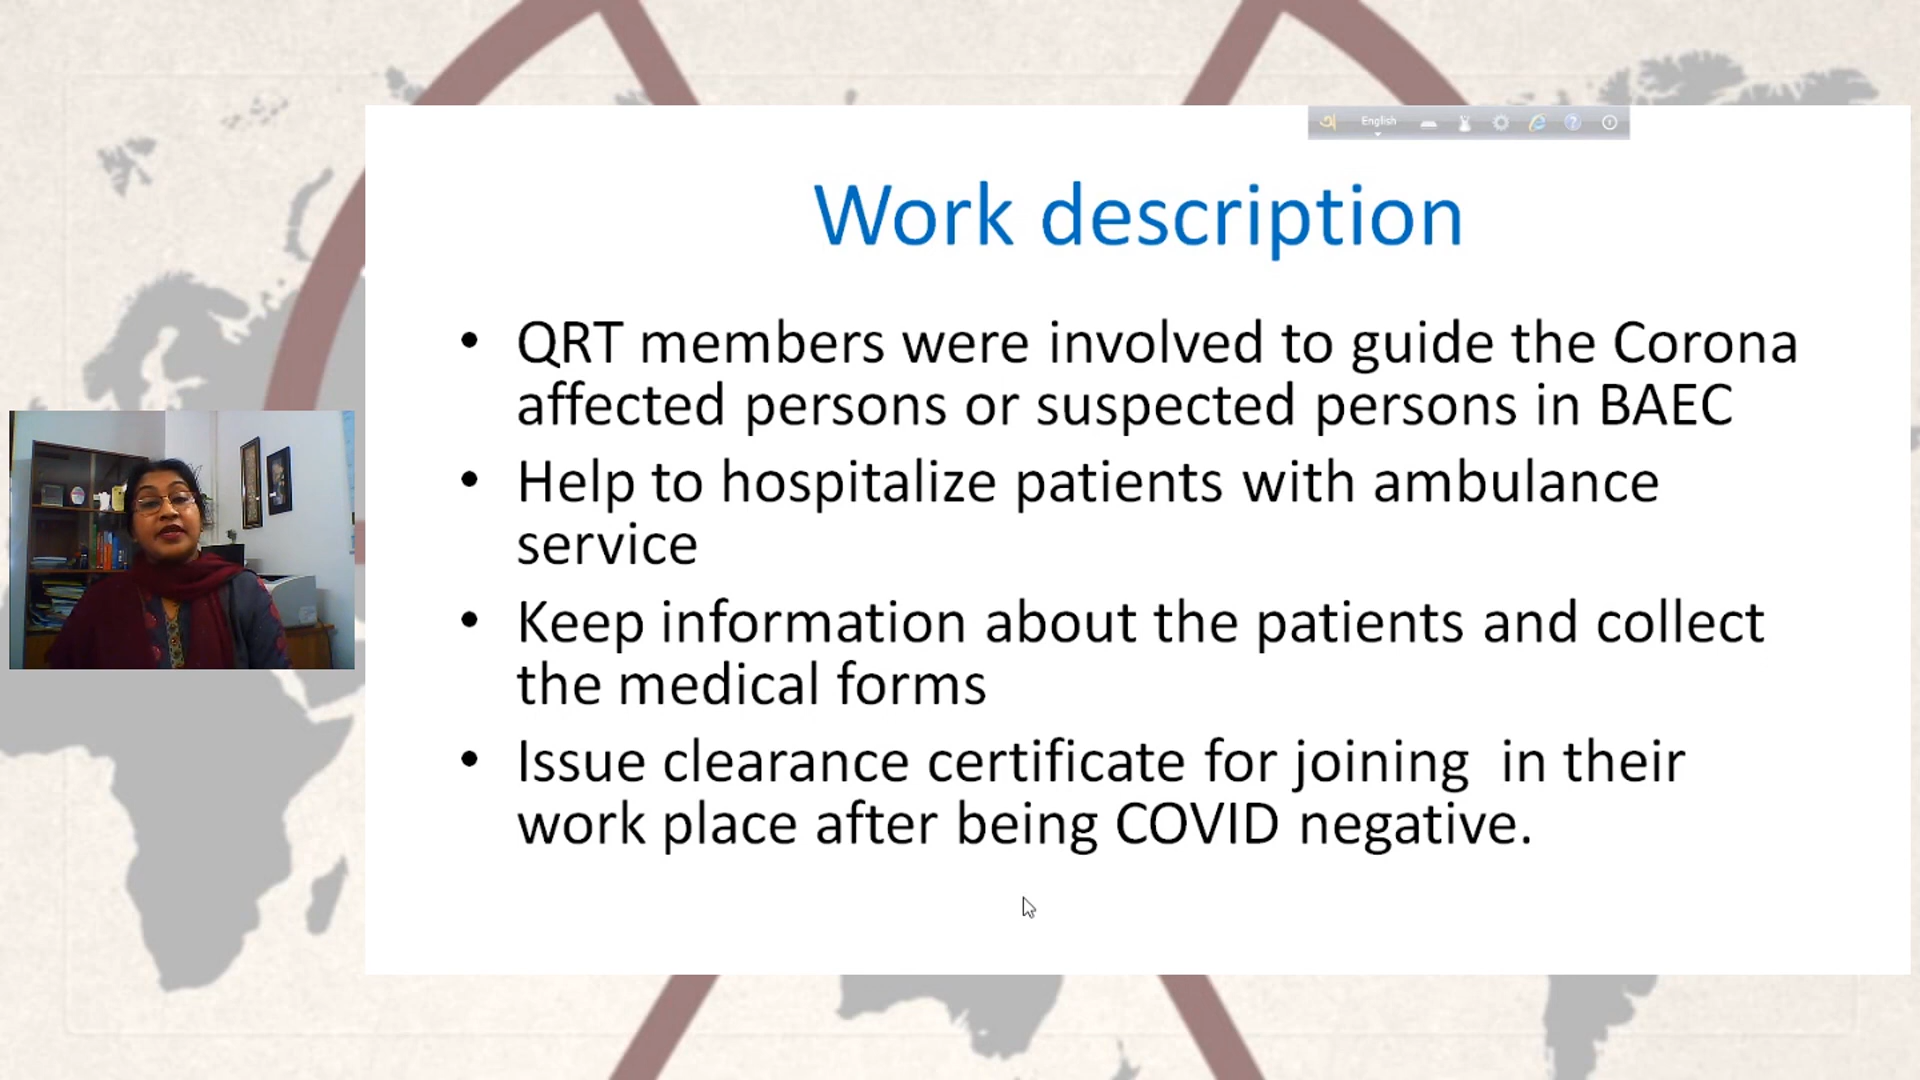 অ English
Work description
• QRT members were involved to guide the Corona
affected persons or suspected persons in BAEC
• Help to hospitalize patients with ambulance
service
• Keep information about the patients and collect
the medical forms
• Issue clearance certificate for joining  in their
work place after being COVID negative.